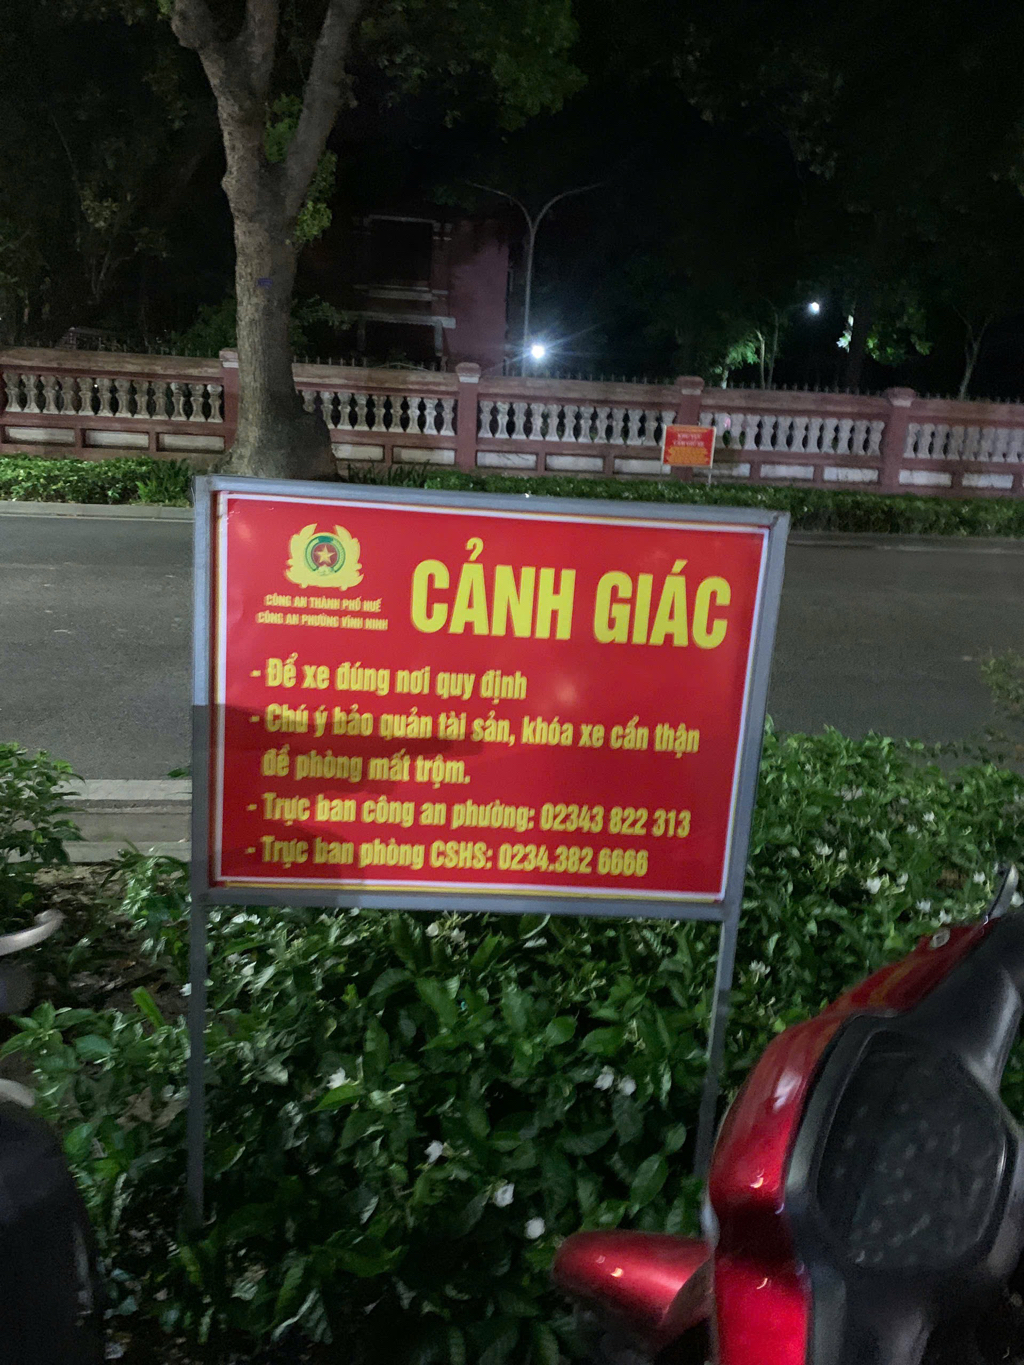 CÔNG AN THÀNH PHỐ HUẾ
CÔNG AN PHƯỜNG VĨNH NINH
CẢNH GIÁC
- Để xe đúng nơi quy định
- Chú ý bảo quản tài sản, khóa xe cẩn thận
để phòng mất trộm.
- Trực ban công an phường: 02343 822 313
- Trực ban phòng CSHS: 0234.382 6666